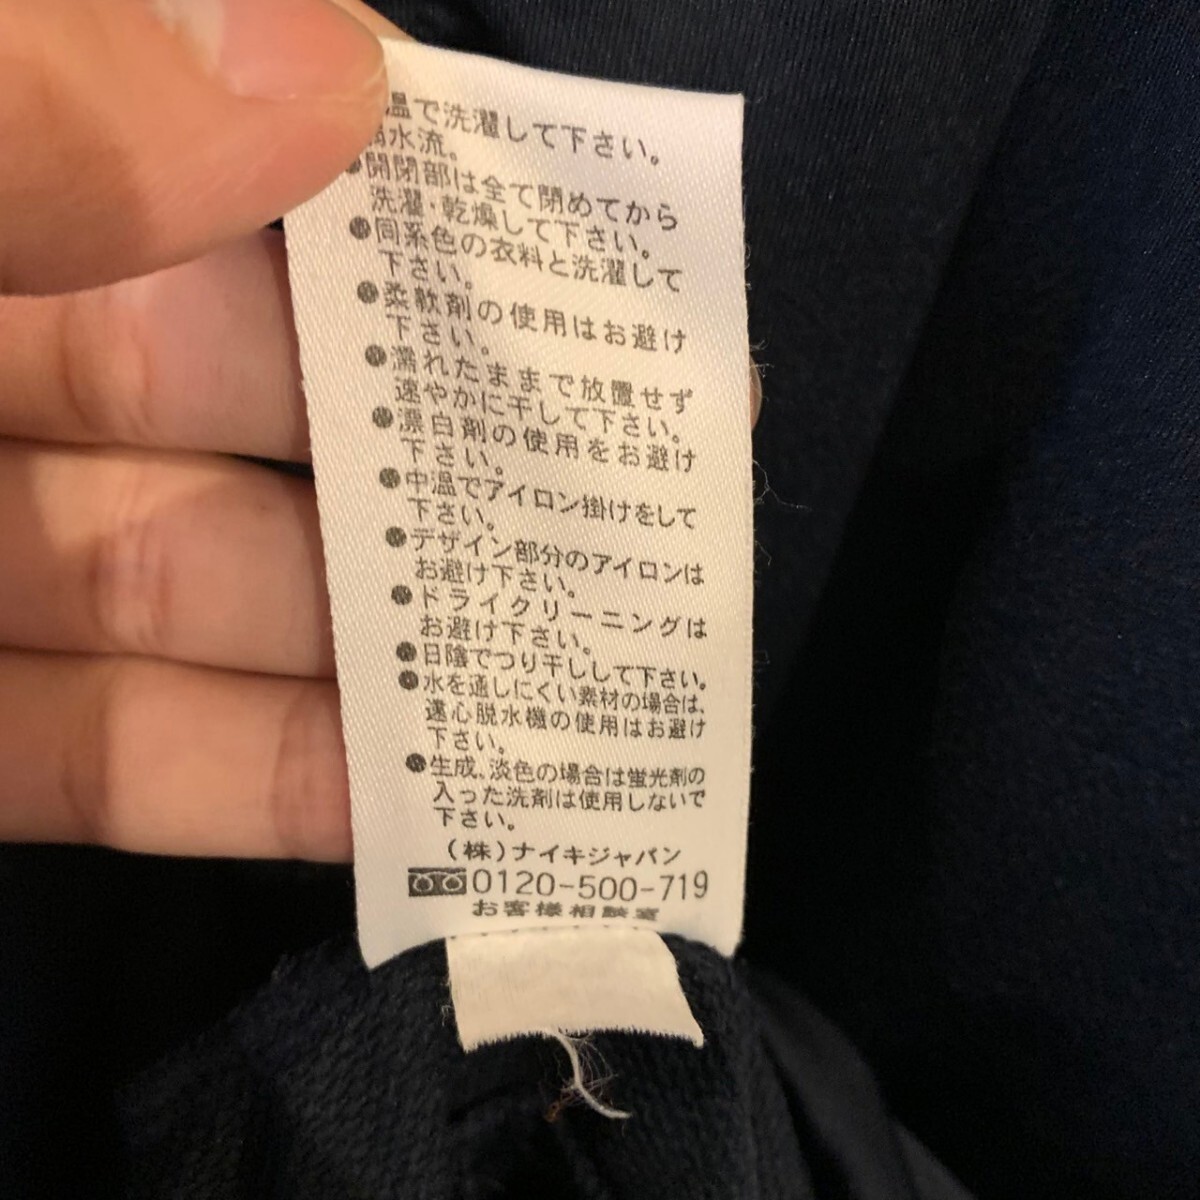 温で洗濯して下さい。
弱水流。
●開閉部は全て閉めてから
洗濯・乾燥して下さい。
●同系色の衣料と洗濯して
下さい。
●柔軟剤の使用はお避け
下さい。
●濡れたままで放置せず
速やかに干して下さい。
●漂白剤の使用をお避け
下さい。
●中温でアイロン掛けをして
下さい。
●デザイン部分のアイロンは
お避け下さい。
●ドライクリーニングは
お避け下さい。
●日陰でつり干しして下さい。
●水を通しにくい素材の場合は、
遠心脱水機の使用はお避け
下さい。
●生成、淡色の場合は蛍光剤の
入った洗剤は使用しないで
下さい。
(株)ナイキジャパン
0120-500-719
お客様相談室